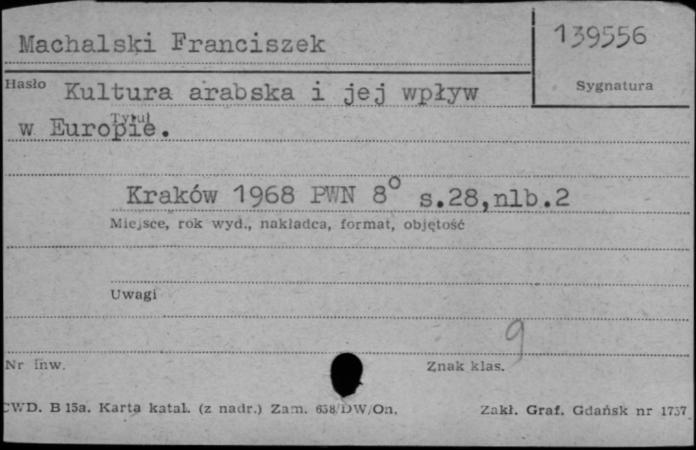 Machalski Franciszek
139556
Hasło
Sygnatura
Kultura arabska i jej wpływ
Tytuł
w Europie.
Kraków 1968 PWN 8° s.28,nlb.2
Miejsce, rok wyd., nakładca, format, objętość
Uwagi
9
Nr inw.
Znak klas.
CWD. B 15a. Karta katal. (z nadr.) Zam. 638/DW/On.
Zakł. Graf. Gdańsk nr 1737